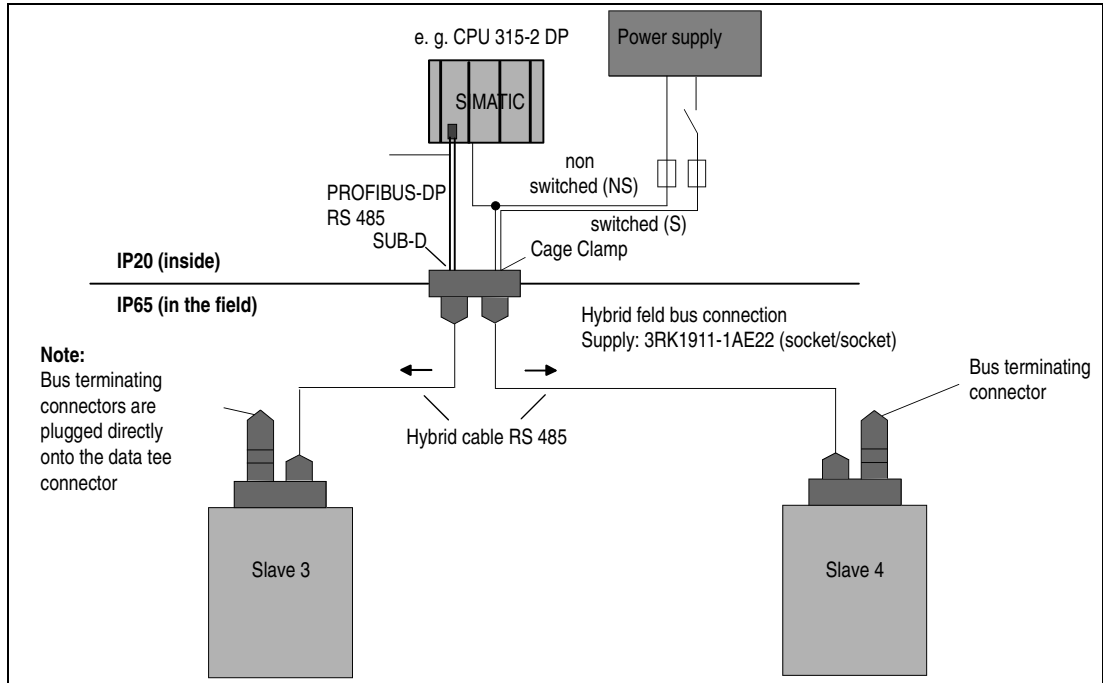 e. g. CPU 315-2 DP
Power supply
SIMATIC
non
switched (NS)
PROFIBUS-DP
RS 485
switched (S)
SUB-D
Cage Clamp
IP20 (inside)
IP65 (in the field)
Hybrid feld bus connection
Supply: 3RK1911-1AE22 (socket/socket)
Note:
Bus terminating
connectors are
plugged directly
onto the data tee
connector
Bus terminating
connector
Hybrid cable RS 485
Slave 3
Slave 4